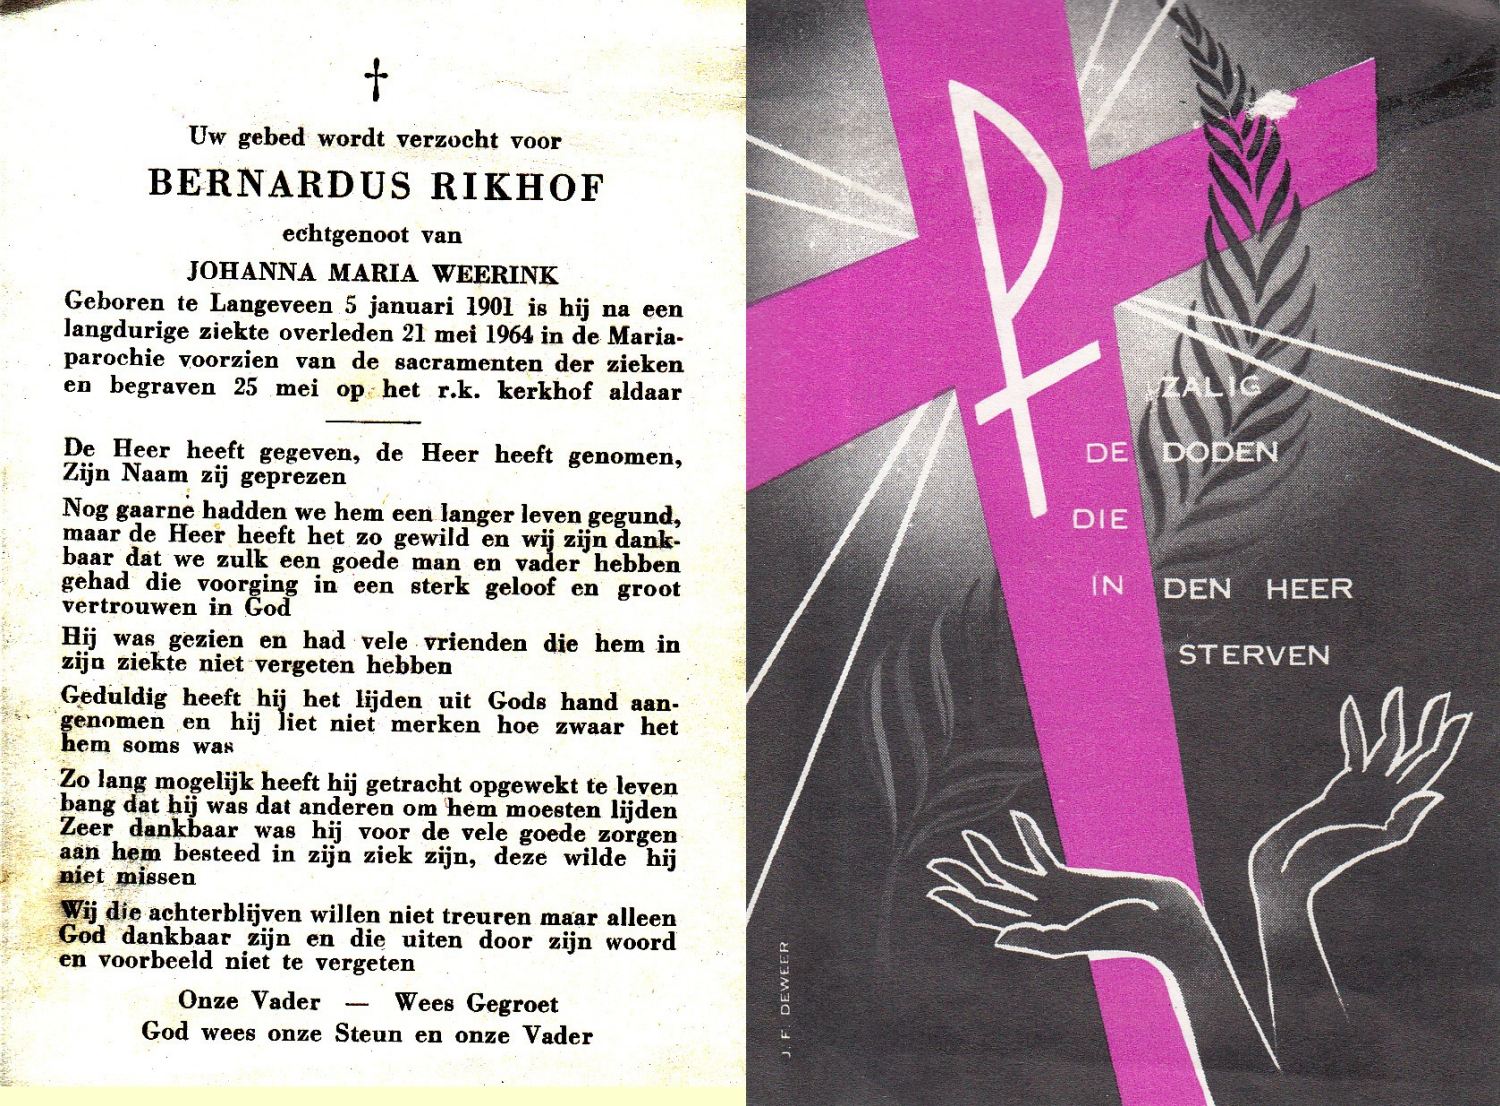 Uw gebed wordt verzocht voor
BERNARDUS RIKHOF
echtgenoot van
JOHANNA MARIA WEERINK
Geboren te Langeveen 5 januari 1901 is hij na een
langdurige ziekte overleden 21 mei 1964 in de Maria-
parochie voorzien van de sacramenten der zieken
en begraven 25 mei op het r.k. kerkhof aldaar
De Heer heeft gegeven, de Heer heeft genomen,
Zijn Naam zij geprezen
Nog gaarne hadden we hem een langer leven gegund,
maar de Heer heeft het zo gewild en wij zijn dank-
baar dat we zulk een goede man en vader hebben
gehad die voorging in een sterk geloof en groot
vertrouwen in God
Hij was gezien en had vele vrienden die hem in
zijn ziekte niet vergeten hebben
Geduldig heeft hij het lijden uit Gods hand aan-
genomen en hij liet niet merken hoe zwaar het
hem soms was
Zo lang mogelijk heeft hij getracht opgewekt te leven
bang dat hij was dat anderen om hem moesten lijden
Zeer dankbaar was hij voor de vele goede zorgen
aan hem besteed in zijn ziek zijn, deze wilde hij
niet missen
Wij die achterblijven willen niet treuren maar alleen
God dankbaar zijn en die uiten door zijn woord
en voorbeeld niet te vergeten
Onze Vader — Wees Gegroet
God wees onze Steun en onze Vader
ZALIG
DE DODEN
DIE
IN DEN HEER
STERVEN
J. F DEWEER